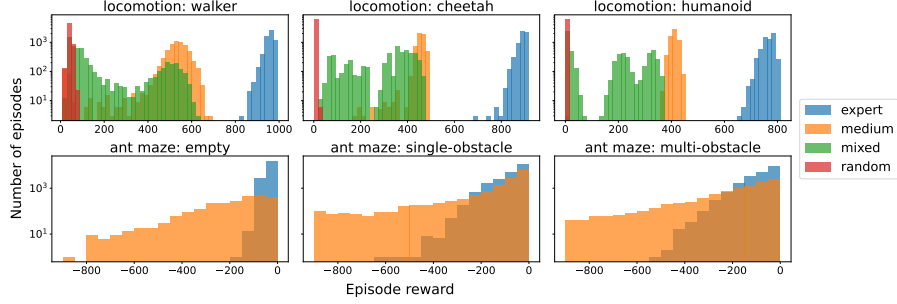 locomotion: walker
locomotion: cheetah
locomotion: humanoid
10³
10²
10¹
0 200 400 600 800 1000
0 200 400 600 800
0 200 400 600 800
Number of episodes
ant maze: empty
ant maze: single-obstacle
ant maze: multi-obstacle
10³
10¹
−800 −600 −400 −200 0
−800 −600 −400 −200 0
−800 −600 −400 −200 0
Episode reward
expert
medium
mixed
random